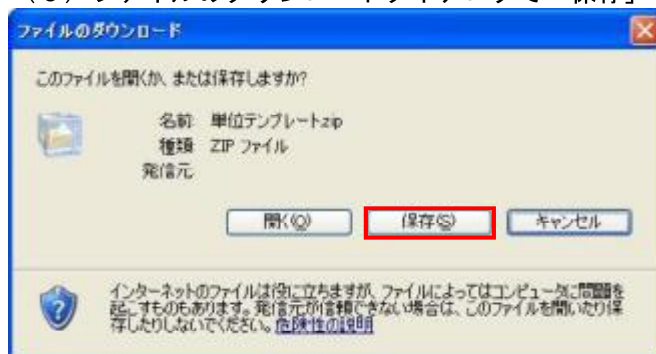 ファイルのダウンロード
このファイルを開くか、または保存しますか?
名前 単位テンプレート.zip
種類 ZIP ファイル
発信元
開く(O) 保存(S) キャンセル
インターネットのファイルは役に立ちますが、ファイルによってはコンピュータに問題を
起こすものもあります。発信元が信頼できない場合は、このファイルを開いたり保
存したりしないでください。危険性の説明